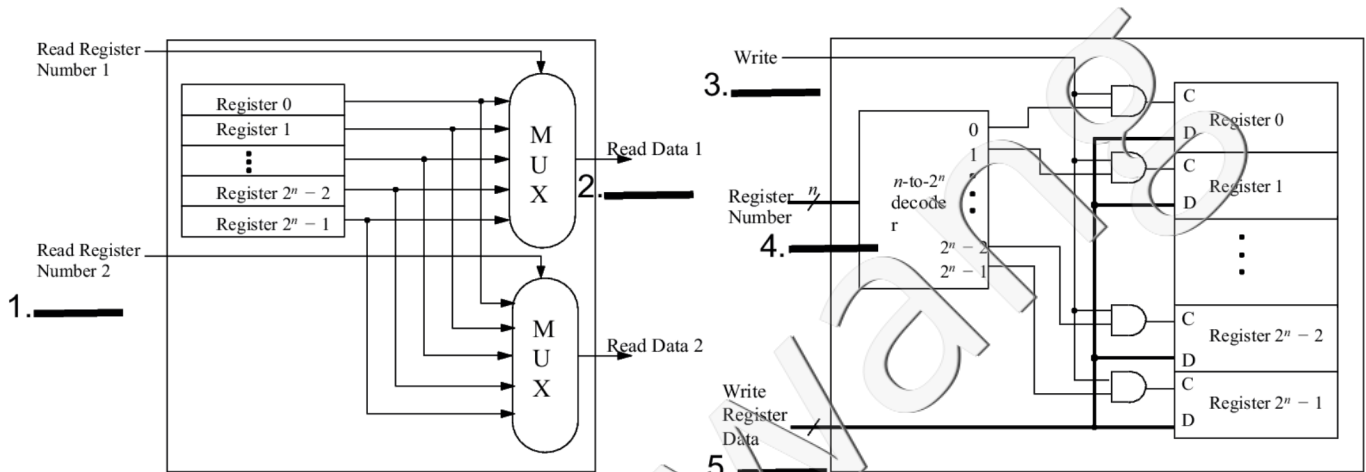 Read Register
Number 1
Register 0
Register 1
Register 2ⁿ − 2
Register 2ⁿ − 1
M
U
X
Read Data 1
2.
Read Register
Number 2
1.
M
U
X
Read Data 2
Write
3.
n-to-2ⁿ
decode
r
0
1
2ⁿ − 2
2ⁿ − 1
Register
Number
n
4.
C
Register 0
D
C
Register 1
D
C
Register 2ⁿ − 2
D
C
Register 2ⁿ − 1
D
Write
Register
Data
5.
wang